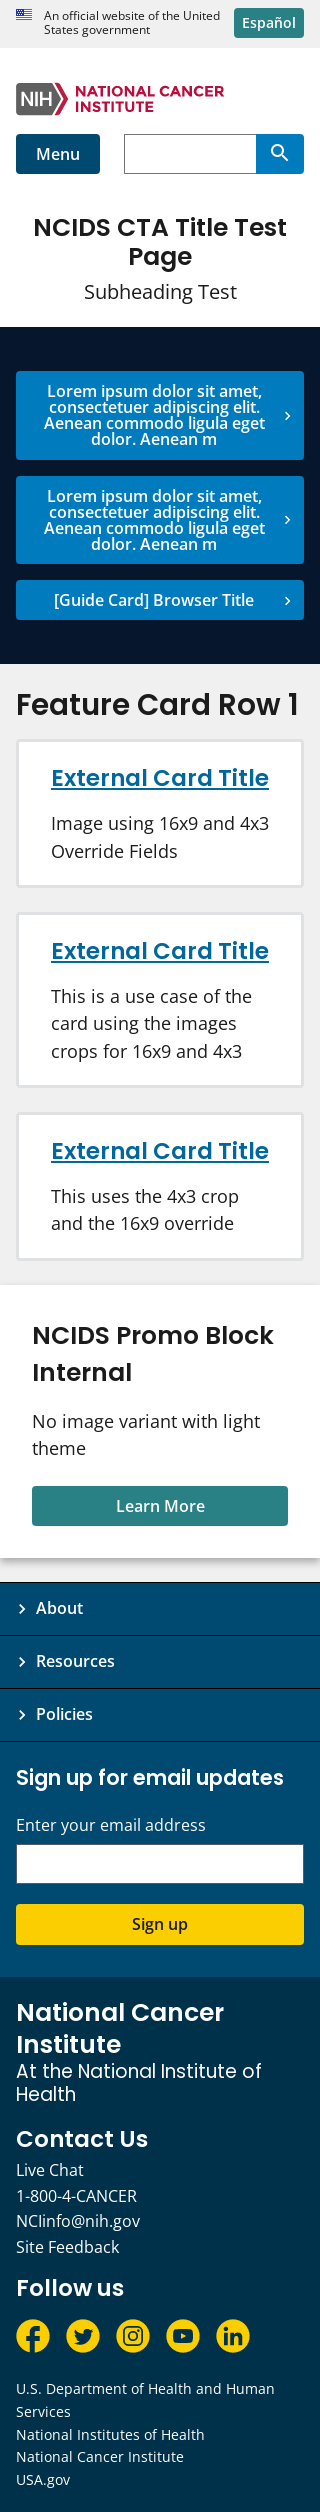 An official website of the United
States government
Español
NIH
NATIONAL CANCER
INSTITUTE
Menu
NCIDS CTA Title Test
Page
Subheading Test
Lorem ipsum dolor sit amet,
consectetuer adipiscing elit.
Aenean commodo ligula eget
dolor. Aenean m
Lorem ipsum dolor sit amet,
consectetuer adipiscing elit.
Aenean commodo ligula eget
dolor. Aenean m
[Guide Card] Browser Title
Feature Card Row 1
External Card Title
Image using 16x9 and 4x3
Override Fields
External Card Title
This is a use case of the
card using the images
crops for 16x9 and 4x3
External Card Title
This uses the 4x3 crop
and the 16x9 override
NCIDS Promo Block
Internal
No image variant with light
theme
Learn More
About
Resources
Policies
Sign up for email updates
Enter your email address
Sign up
National Cancer
Institute
At the National Institute of
Health
Contact Us
Live Chat
1-800-4-CANCER
NCIinfo@nih.gov
Site Feedback
Follow us
U.S. Department of Health and Human
Services
National Institutes of Health
National Cancer Institute
USA.gov